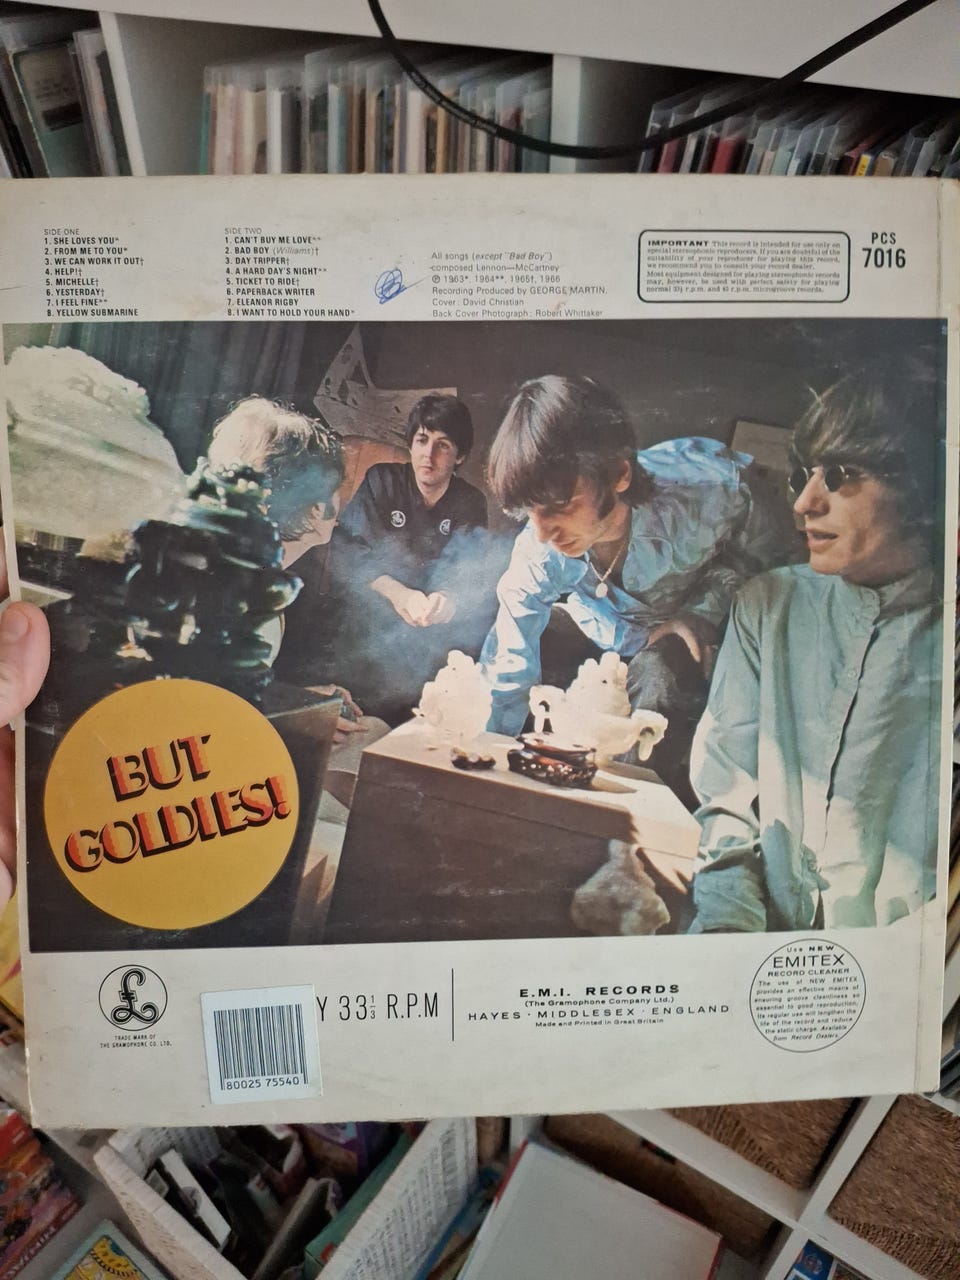 SIDE ONE
1. SHE LOVES YOU*
2. FROM ME TO YOU*
3. WE CAN WORK IT OUT†
4. HELP!†
5. MICHELLE†
6. YESTERDAY†
7. I FEEL FINE**
8. YELLOW SUBMARINE
SIDE TWO
1. CAN'T BUY ME LOVE**
2. BAD BOY (Williams)†
3. DAY TRIPPER†
4. A HARD DAY'S NIGHT**
5. TICKET TO RIDE†
6. PAPERBACK WRITER
7. ELEANOR RIGBY
8. I WANT TO HOLD YOUR HAND*
All songs (except "Bad Boy")
composed Lennon—McCartney
℗ 1963*, 1964**, 1965†, 1966
Recording Produced by GEORGE MARTIN.
Cover: David Christian
Back Cover Photograph: Robert Whittaker
IMPORTANT This record is intended for use only on
special stereophonic reproducers. If you are doubtful of the
suitability of your reproducer for playing this record,
we recommend you to consult your record dealer.
Most equipment designed for playing stereophonic records
may, however, be used with perfect safety for playing
normal 33⅓ r.p.m. and 45 r.p.m. microgroove records.
PCS
7016
BUT
GOLDIES!
£
TRADE MARK OF
THE GRAMOPHONE CO. LTD.
80025 75540
Y 33⅓ R.P.M
E.M.I. RECORDS
(The Gramophone Company Ltd.)
HAYES · MIDDLESEX · ENGLAND
Made and Printed in Great Britain
Use NEW
EMITEX
RECORD CLEANER
The use of NEW EMITEX
provides an effective means of
ensuring groove cleanliness so
essential to good reproduction.
Its regular use will lengthen the
life of the record and reduce
the static charge. Available
from Record Dealers.